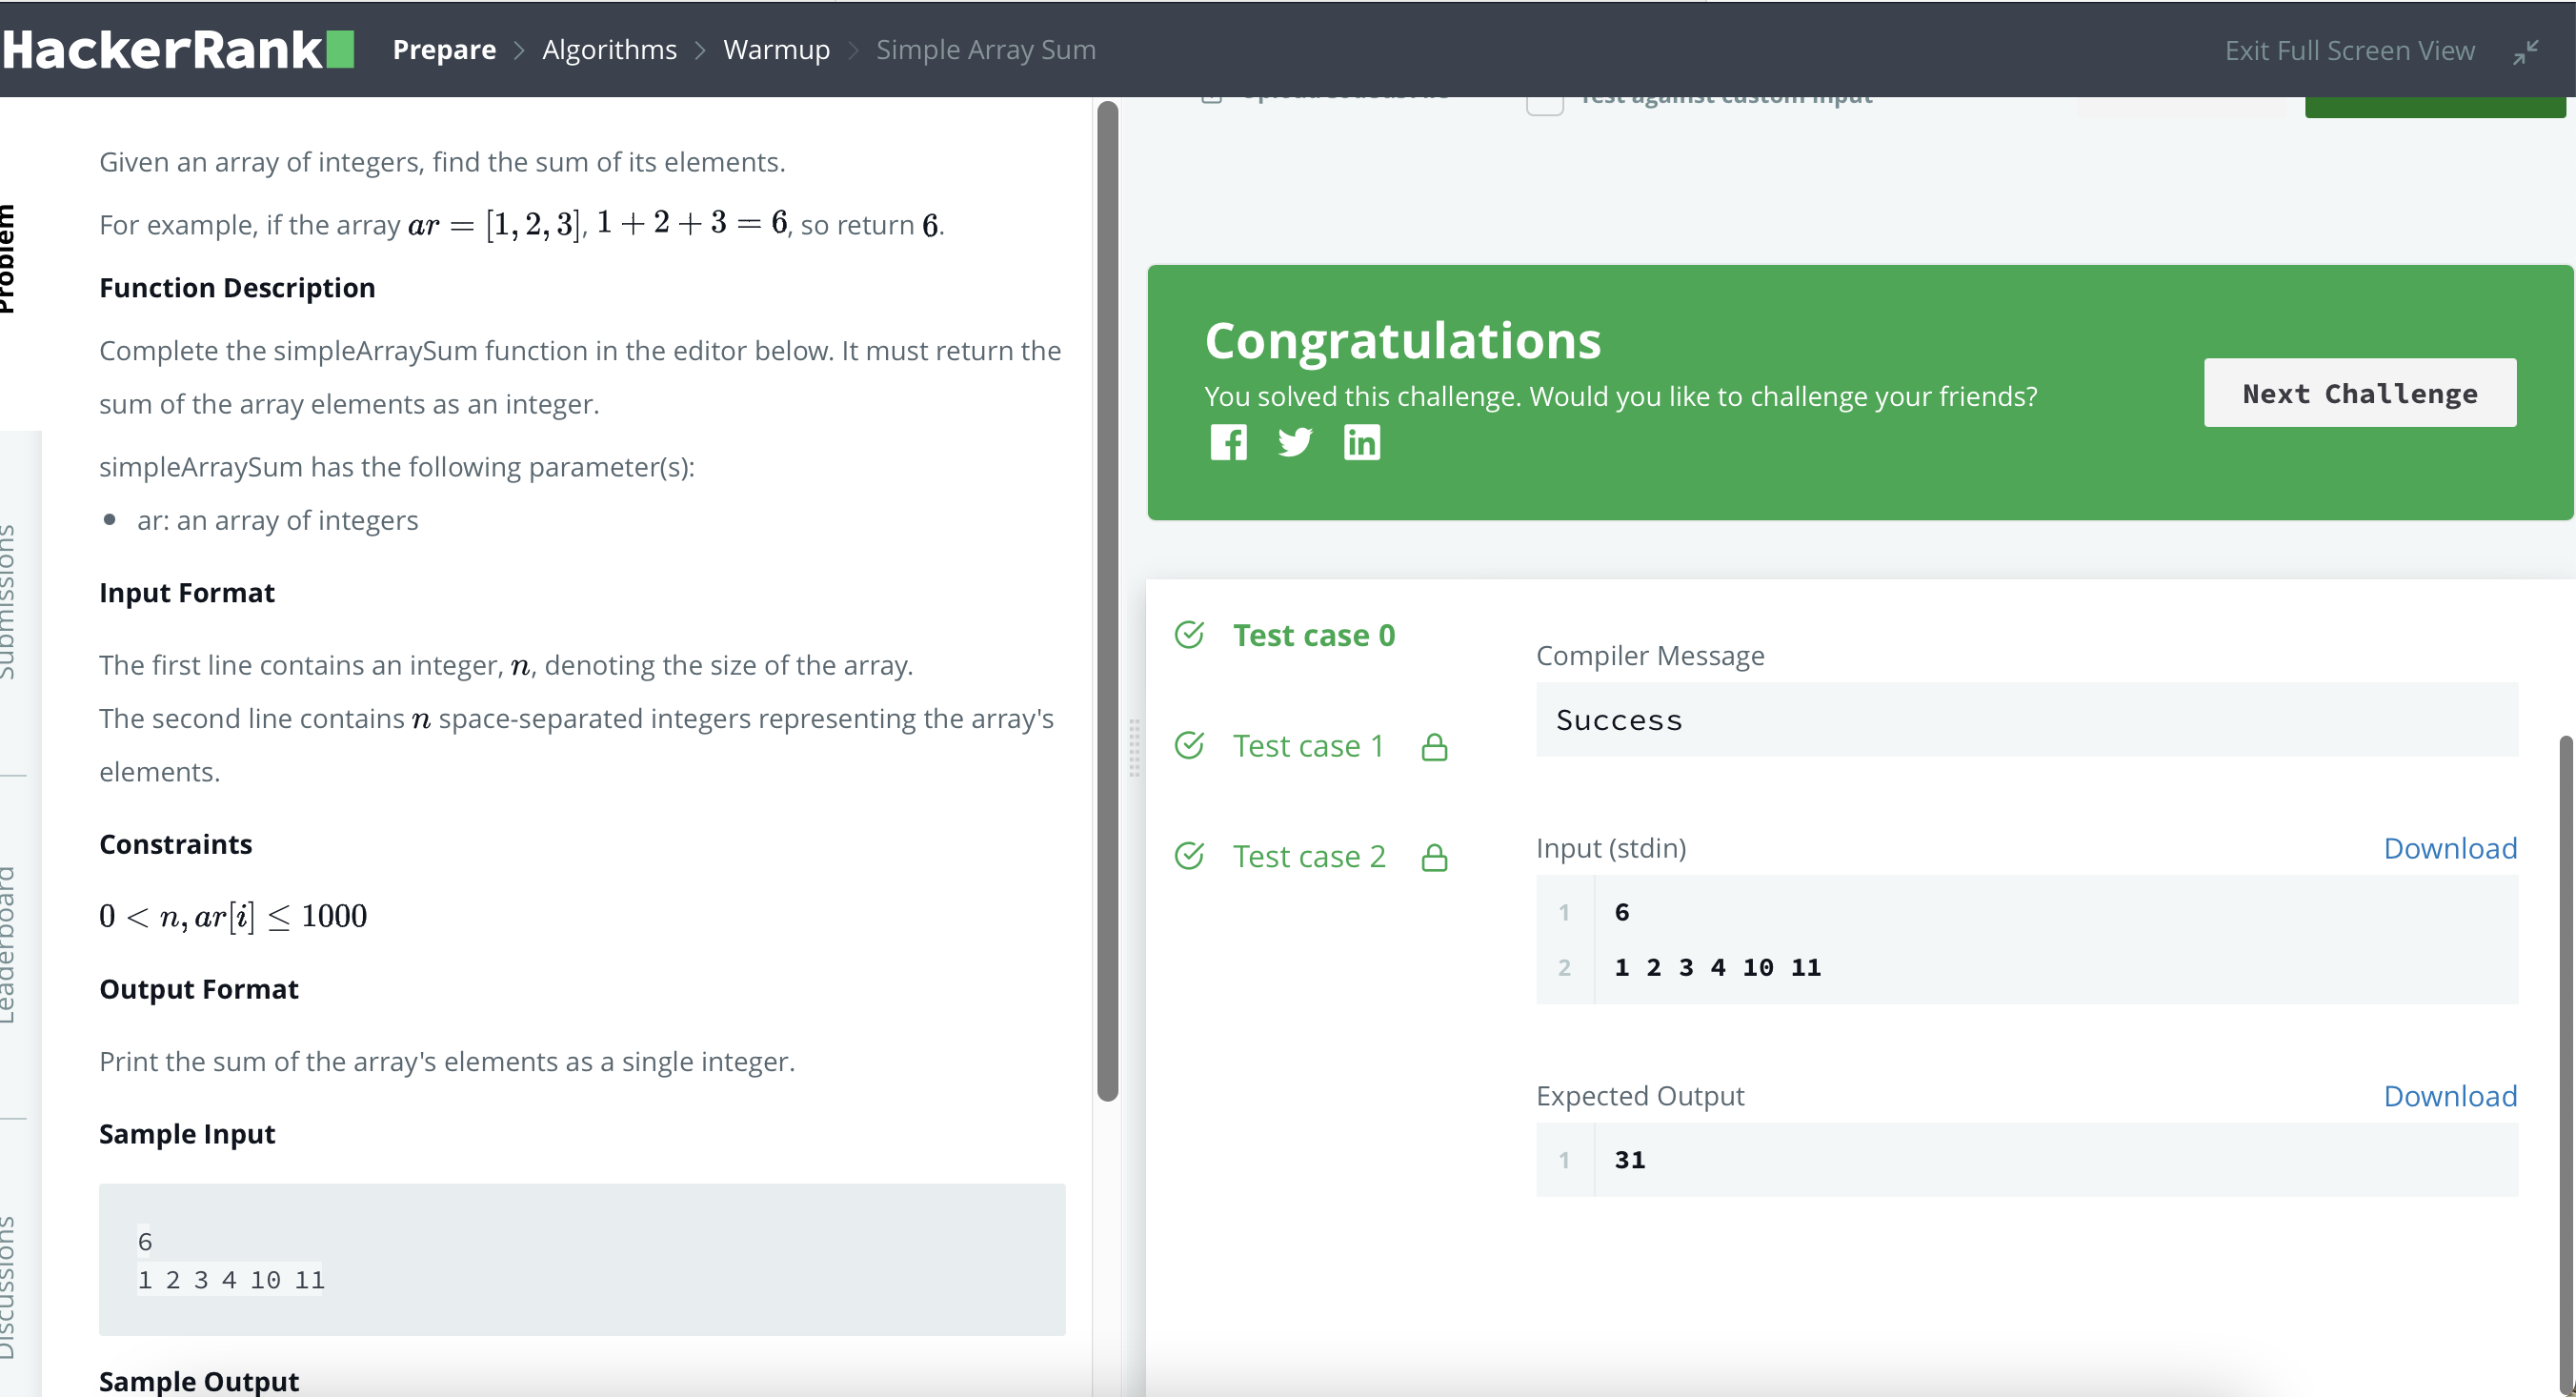 HackerRank Prepare > Algorithms > Warmup > Simple Array Sum Exit Full Screen View
Problem
Submissions
Leaderboard
Discussions
Given an array of integers, find the sum of its elements.
For example, if the array ar = [1, 2, 3], 1 + 2 + 3 = 6, so return 6.
Function Description
Complete the simpleArraySum function in the editor below. It must return the
sum of the array elements as an integer.
simpleArraySum has the following parameter(s):
• ar: an array of integers
Input Format
The first line contains an integer, n, denoting the size of the array.
The second line contains n space-separated integers representing the array's
elements.
Constraints
0 < n, ar[i] ≤ 1000
Output Format
Print the sum of the array's elements as a single integer.
Sample Input
6
1 2 3 4 10 11
Sample Output
Test against custom input
Congratulations
You solved this challenge. Would you like to challenge your friends?
Next Challenge
Test case 0
Test case 1
Test case 2
Compiler Message
Success
Input (stdin) Download
1 6
2 1 2 3 4 10 11
Expected Output Download
1 31